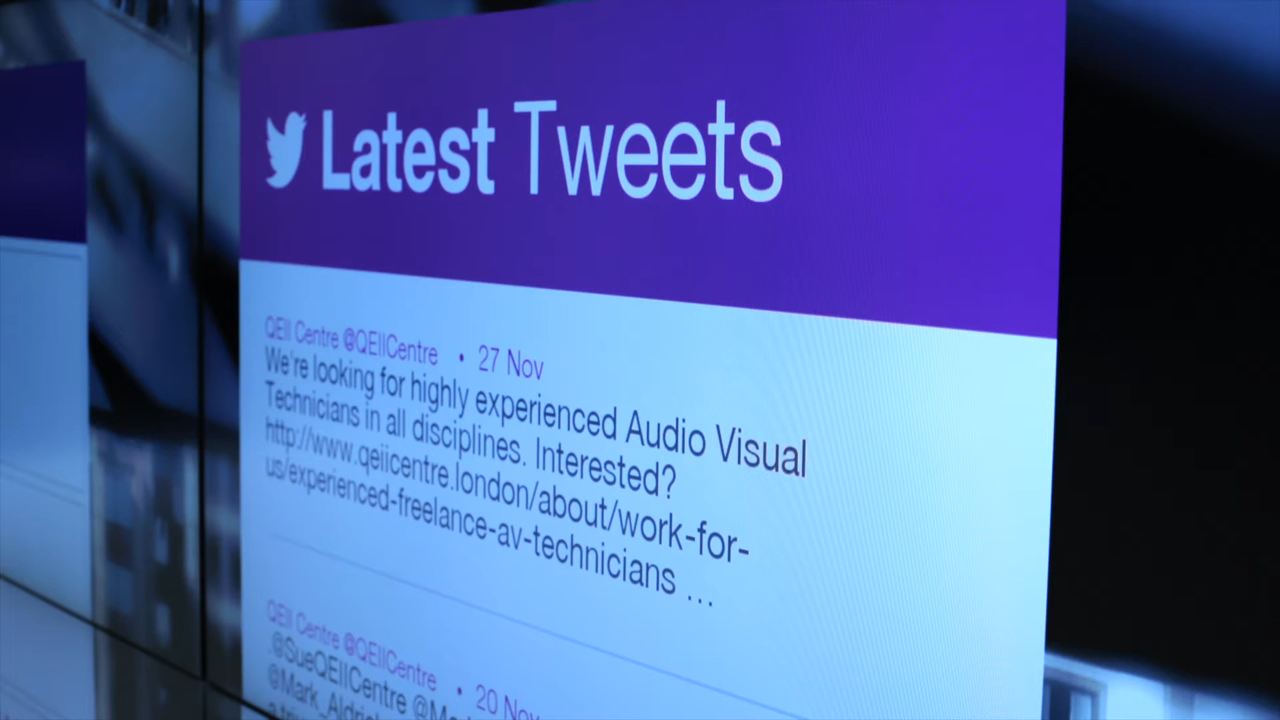 Latest Tweets
QEII Centre @QEIICentre • 27 Nov
We're looking for highly experienced Audio Visual
Technicians in all disciplines. Interested?
http://www.qeiicentre.london/about/work-for-
us/experienced-freelance-av-technicians ...
QEII Centre @QEIICentre • 20 Nov
.@SueQEIICentre